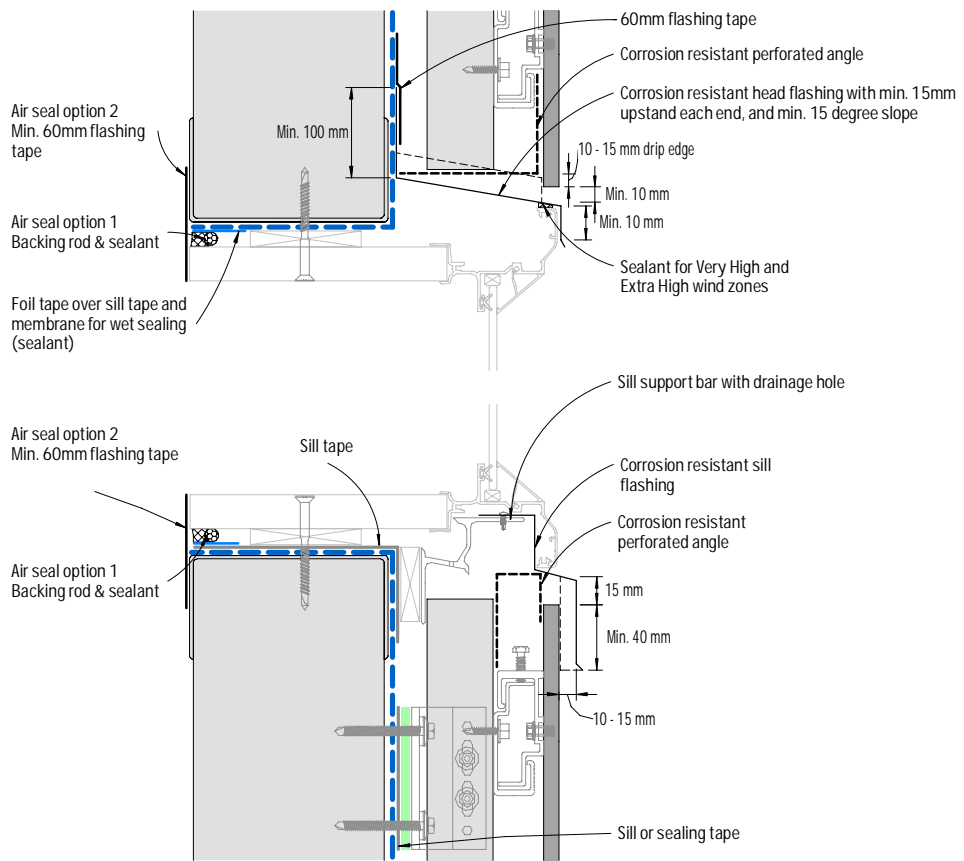 60mm flashing tape
Corrosion resistant perforated angle
Corrosion resistant head flashing with min. 15mm
upstand each end, and min. 15 degree slope
Air seal option 2
Min. 60mm flashing
tape
Min. 100 mm
10 - 15 mm drip edge
Min. 10 mm
Min. 10 mm
Air seal option 1
Backing rod & sealant
Sealant for Very High and
Extra High wind zones
Foil tape over sill tape and
membrane for wet sealing
(sealant)
Sill support bar with drainage hole
Air seal option 2
Min. 60mm flashing tape
Sill tape
Corrosion resistant sill
flashing
Corrosion resistant
perforated angle
Air seal option 1
Backing rod & sealant
15 mm
Min. 40 mm
10 - 15 mm
Sill or sealing tape